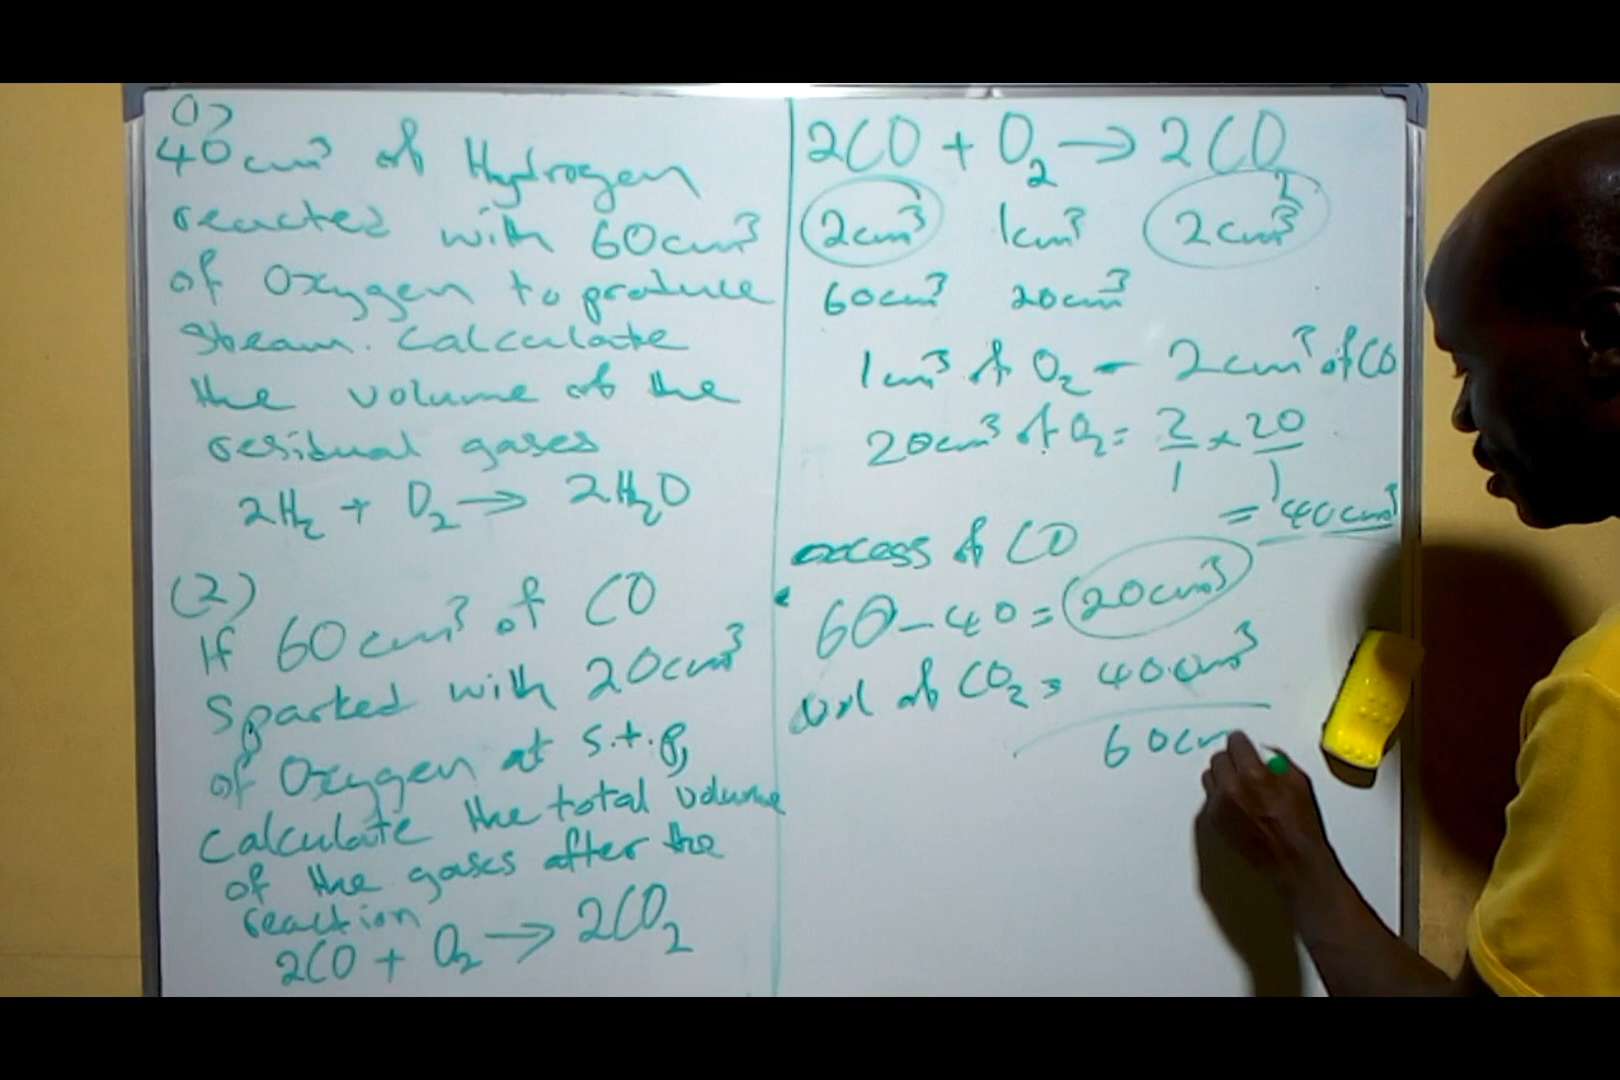 1)
40cm³ of Hydrogen
reacted with 60cm³
of Oxygen to produce
steam. Calculate
the volume of the
residual gases
2H₂ + O₂ → 2H₂O
(2)
If 60cm³ of CO
Sparked with 20cm³
of Oxygen at s.t.p,
Calculate the total volume
of the gases after the
reaction
2CO + O₂ → 2CO₂
2CO + O₂ → 2CO₂
2cm³ 1cm³ 2cm³
60cm³ 20cm³
1cm³ of O₂ - 2cm³ of CO
20cm³ of O₂ = 2/1 × 20/1
= 40cm³
excess of CO
60 - 40 = 20cm³
Vol of CO₂ = 40cm³
60cm